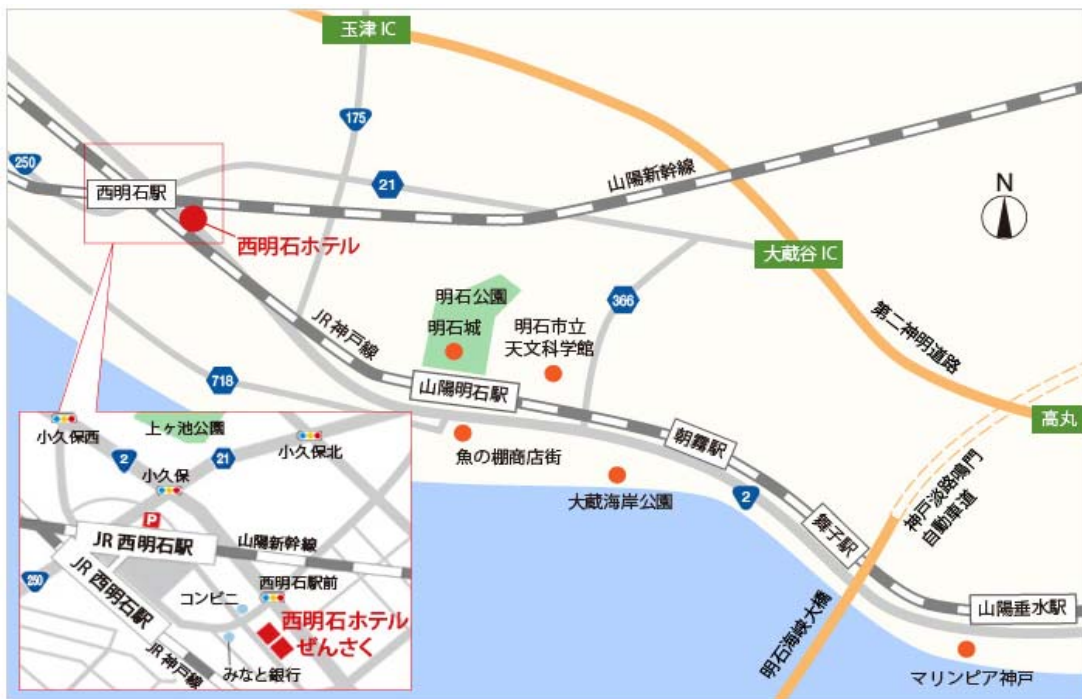 玉津 IC
175
250
西明石駅
21
山陽新幹線
N
西明石ホテル
大蔵谷 IC
明石公園
明石城
明石市立
天文科学館
366
JR神戸線
第二神明道路
718
山陽明石駅
高丸
朝霧駅
魚の棚商店街
大蔵海岸公園
2
神戸淡路鳴門
自動車道
舞子駅
山陽垂水駅
明石海峡大橋
マリンピア神戸
上ヶ池公園
小久保西
小久保北
2
21
小久保
P
JR 西明石駅
山陽新幹線
250
JR 西明石駅
コンビニ
西明石駅前
西明石ホテル
ぜんさく
JR神戸線
みなと銀行